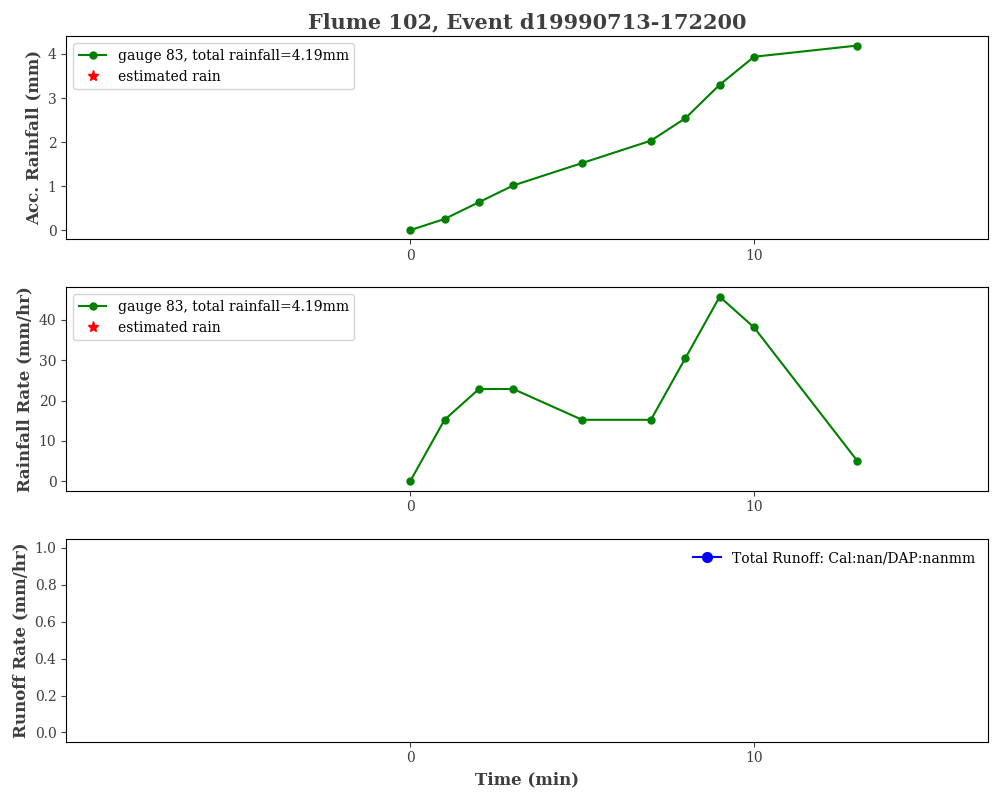 Flume 102, Event d19990713-172200
Acc. Rainfall (mm)
4
3
2
1
0
gauge 83, total rainfall=4.19mm
estimated rain
0 10
Rainfall Rate (mm/hr)
40
30
20
10
0
gauge 83, total rainfall=4.19mm
estimated rain
0 10
Runoff Rate (mm/hr)
1.0
0.8
0.6
0.4
0.2
0.0
Total Runoff: Cal:nan/DAP:nanmm
0 10
Time (min)